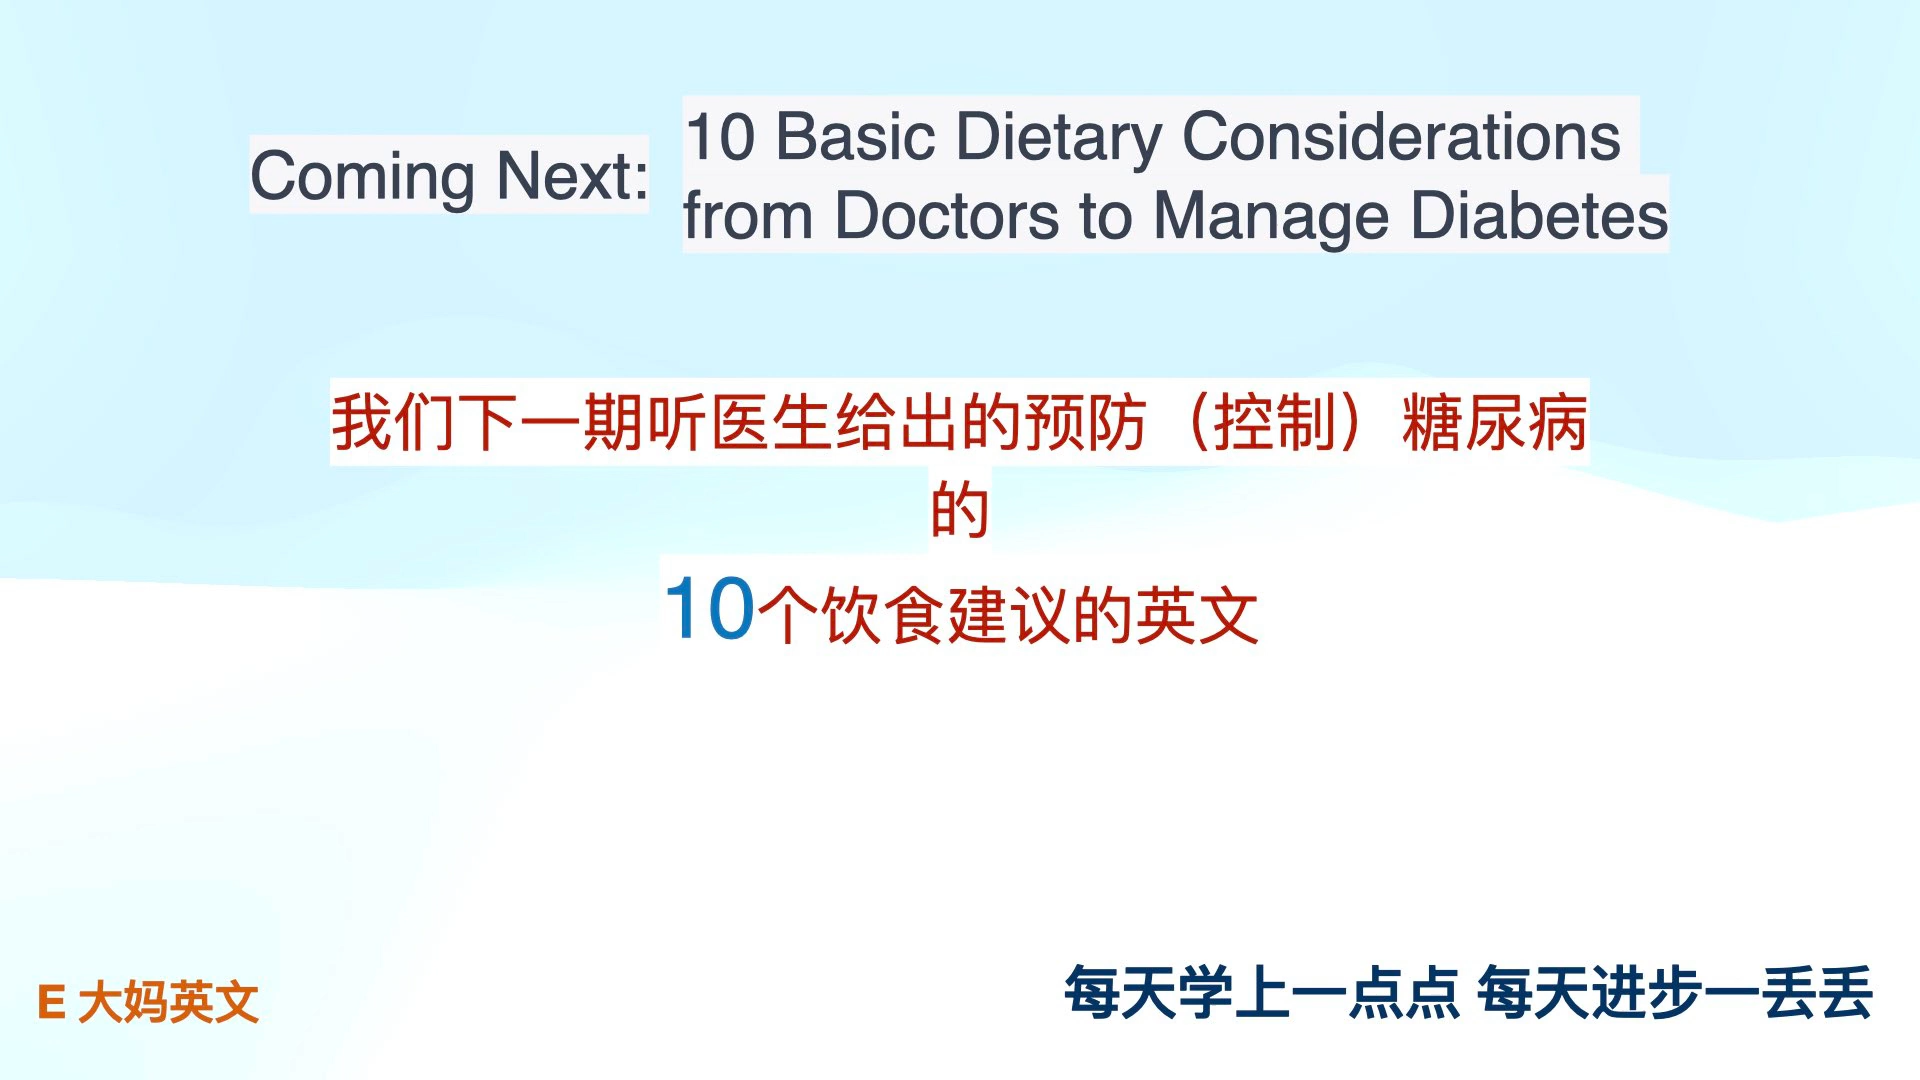 Coming Next:
10 Basic Dietary Considerations
from Doctors to Manage Diabetes
我们下一期听医生给出的预防（控制）糖尿病
的
10个饮食建议的英文
E 大妈英文
每天学上一点点 每天进步一丢丢